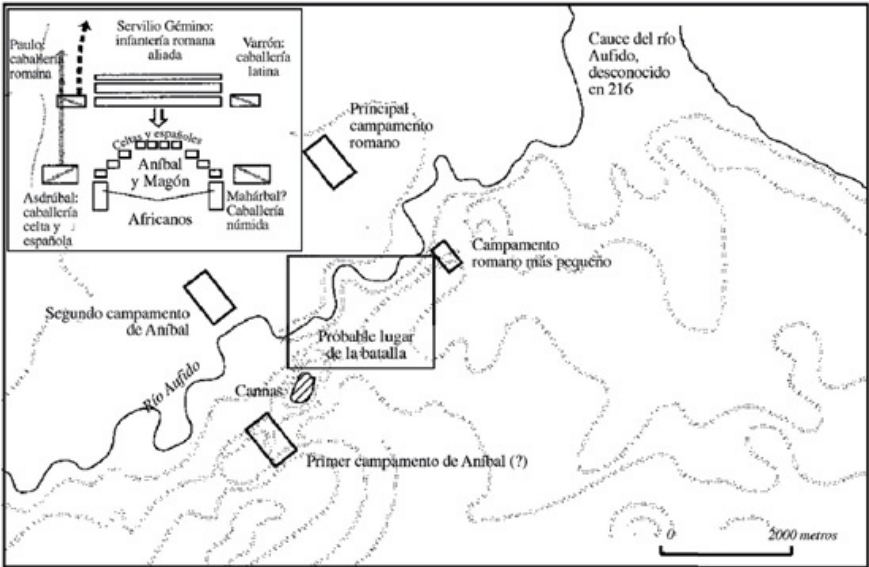 Paulo:
caballería
romana
Servilio Gémino:
infantería romana
aliada
Varrón:
caballería
latina
Celtas y españoles
Aníbal
y Magón
Asdrúbal:
caballería
celta y
española
Africanos
Mahárbal?
Caballería
númida
Cauce del río
Aufido,
desconocido
en 216
Principal
campamento
romano
Campamento
romano más pequeño
Segundo campamento
de Aníbal
Probable lugar
de la batalla
Río Aufido
Cannas
Primer campamento de Aníbal (?)
0 2000 metros